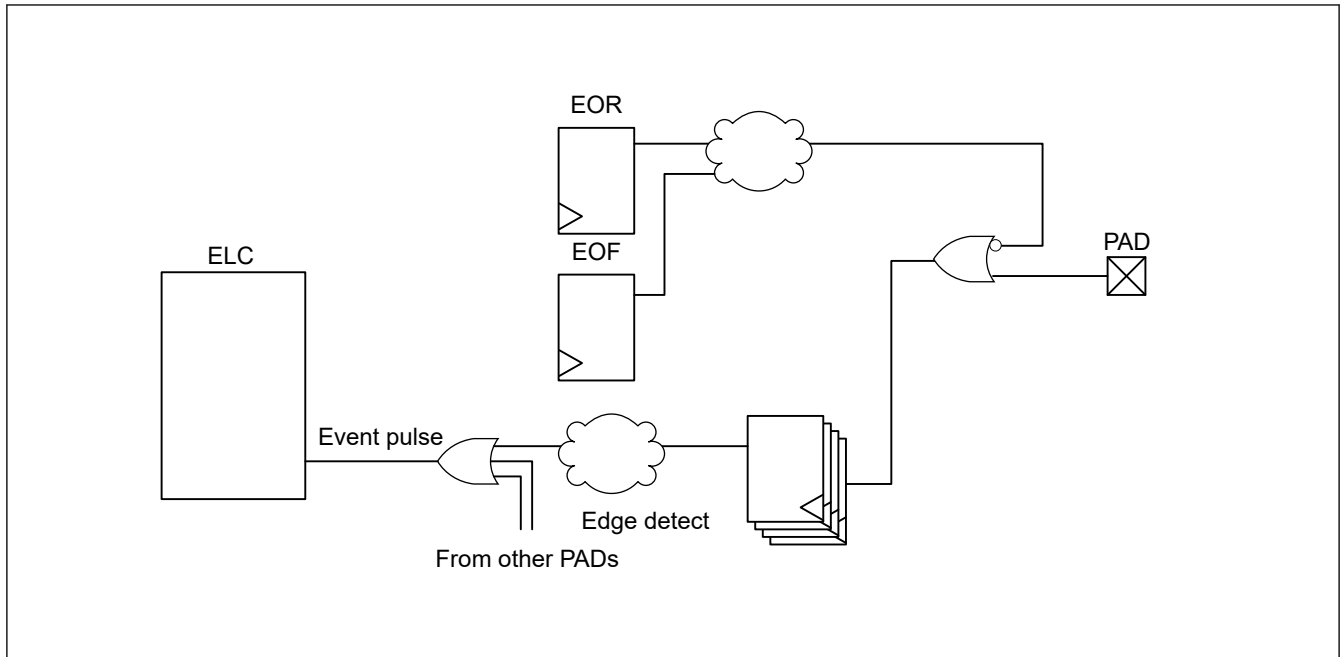 EOR
EOF
ELC
PAD
Event pulse
Edge detect
From other PADs